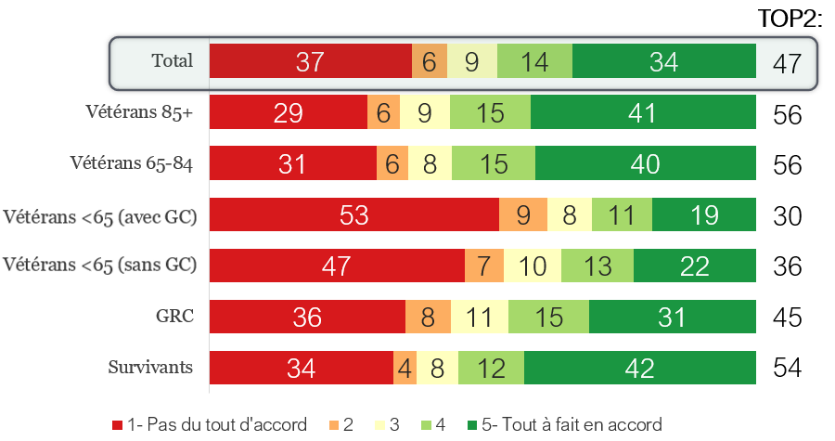 TOP2:
Total 37 6 9 14 34 47
Vétérans 85+ 29 6 9 15 41 56
Vétérans 65-84 31 6 8 15 40 56
Vétérans <65 (avec GC) 53 9 8 11 19 30
Vétérans <65 (sans GC) 47 7 10 13 22 36
GRC 36 8 11 15 31 45
Survivants 34 4 8 12 42 54
1- Pas du tout d'accord 2 3 4 5- Tout à fait en accord